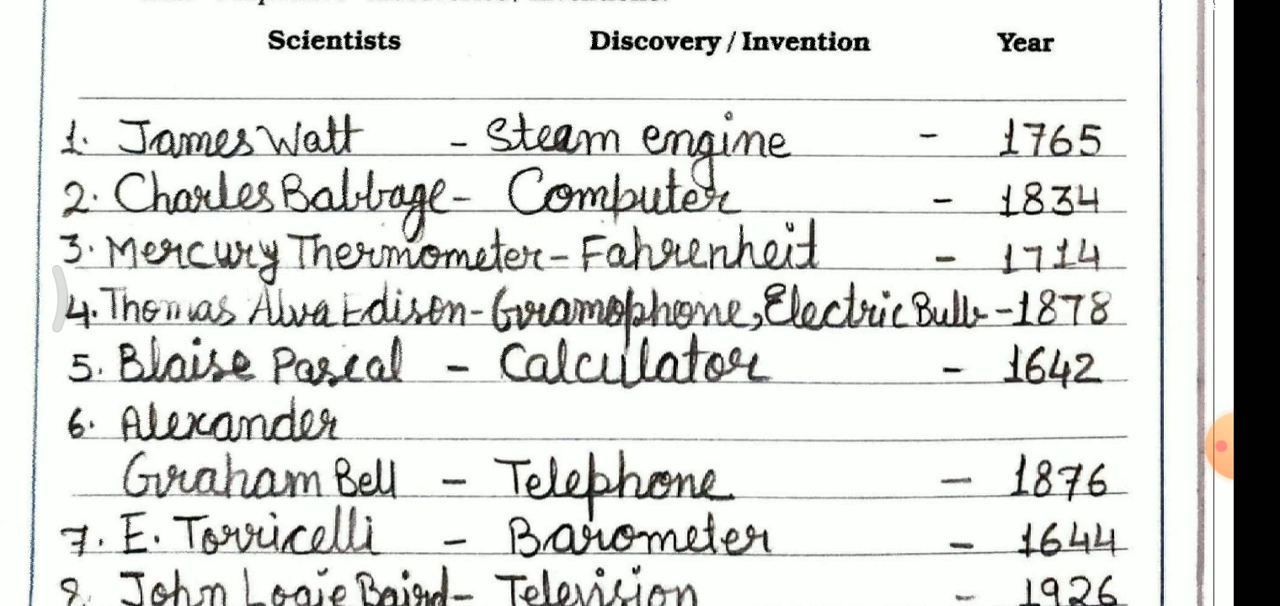 Scientists Discovery / Invention Year
1. James Watt - Steam engine - 1765
2. Charles Babbage - Computer - 1834
3. Mercury Thermometer - Fahrenheit - 1714
4. Thomas Alva Edison - Gramophone, Electric Bulb - 1878
5. Blaise Pascal - Calculator - 1642
6. Alexander
Graham Bell - Telephone - 1876
7. E. Torricelli - Barometer - 1644
8. John Logie Baird - Television - 1926